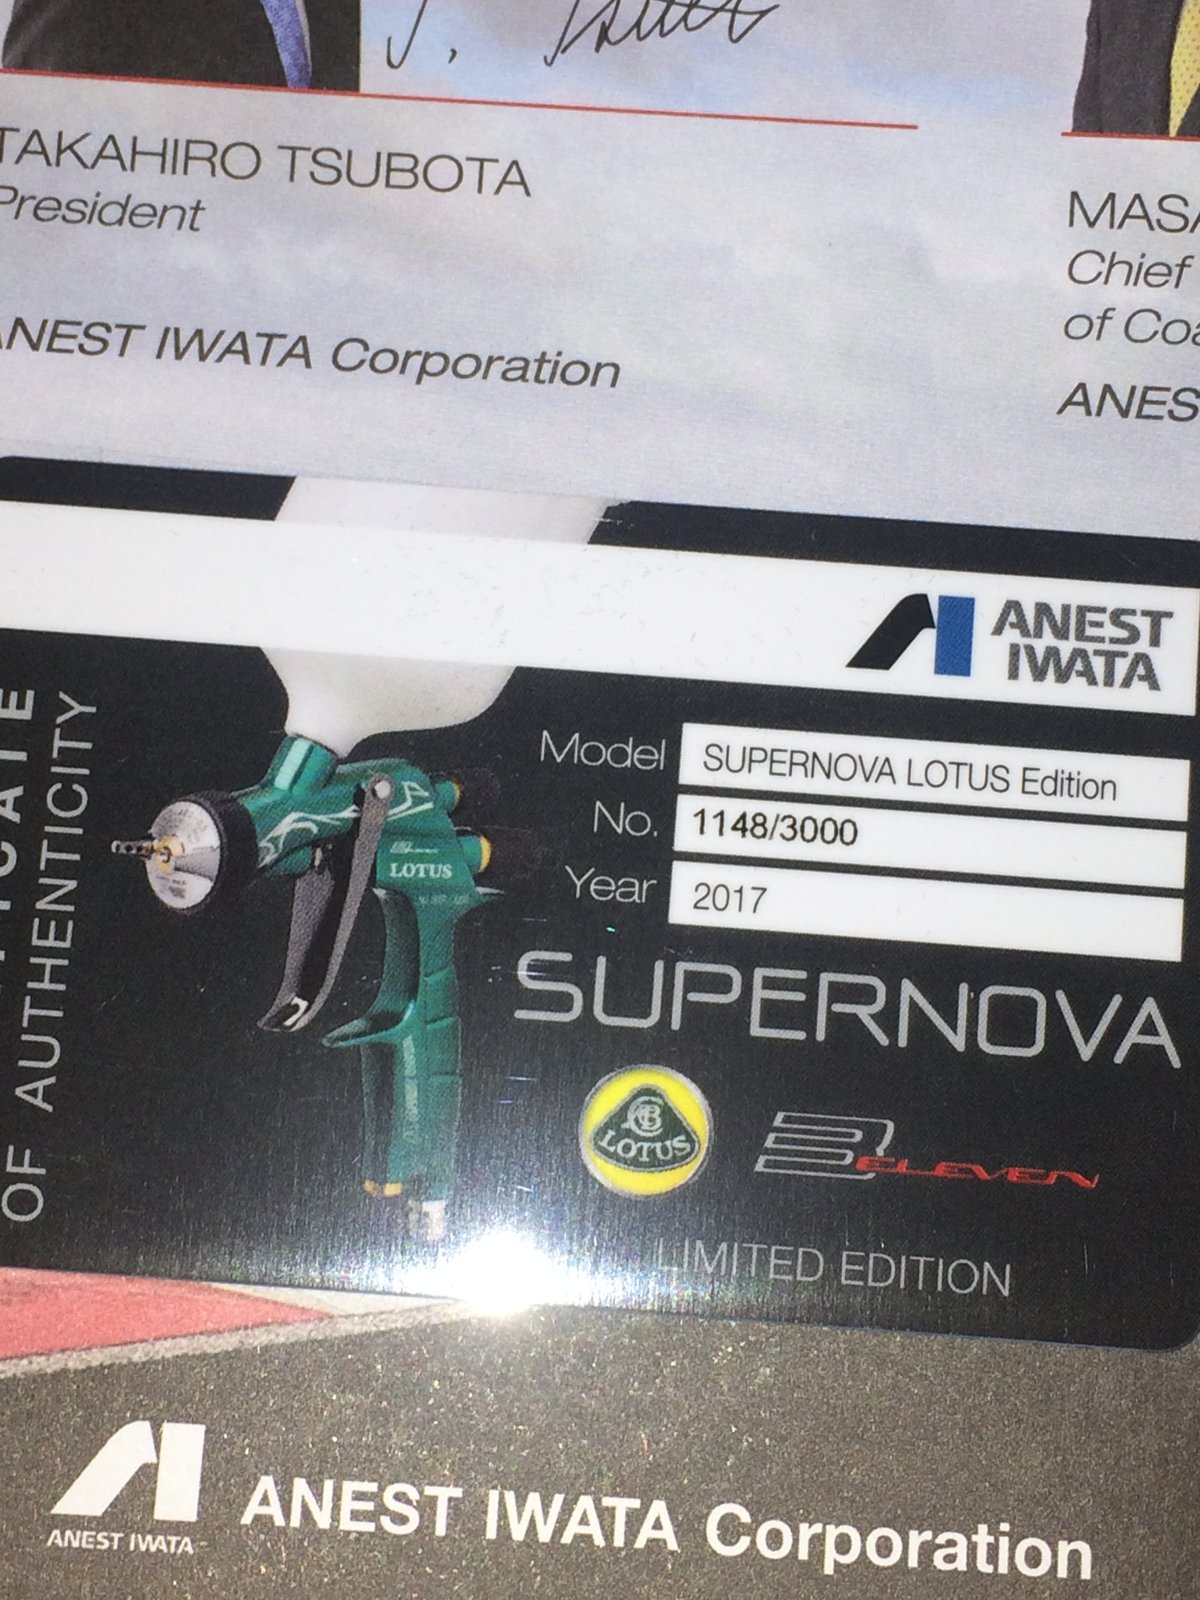 TAKAHIRO TSUBOTA
President
ANEST IWATA Corporation
MASA
Chief
of Coa
ANES
ANEST
IWATA
OF AUTHENTICITY
Model SUPERNOVA LOTUS Edition
No. 1148/3000
Year 2017
LOTUS
SUPERNOVA
LOTUS
3 ELEVEN
LIMITED EDITION
ANEST IWATA
ANEST IWATA Corporation